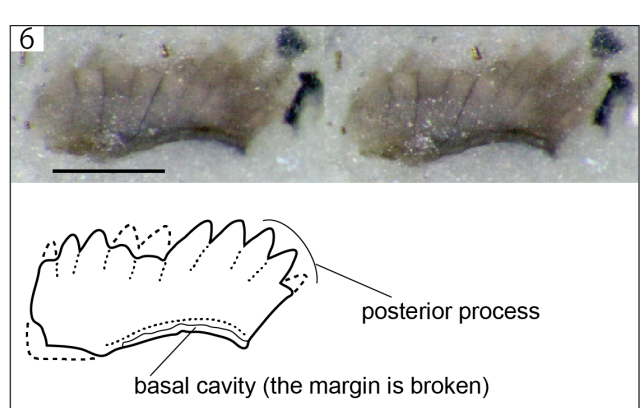 6
posterior process
basal cavity (the margin is broken)